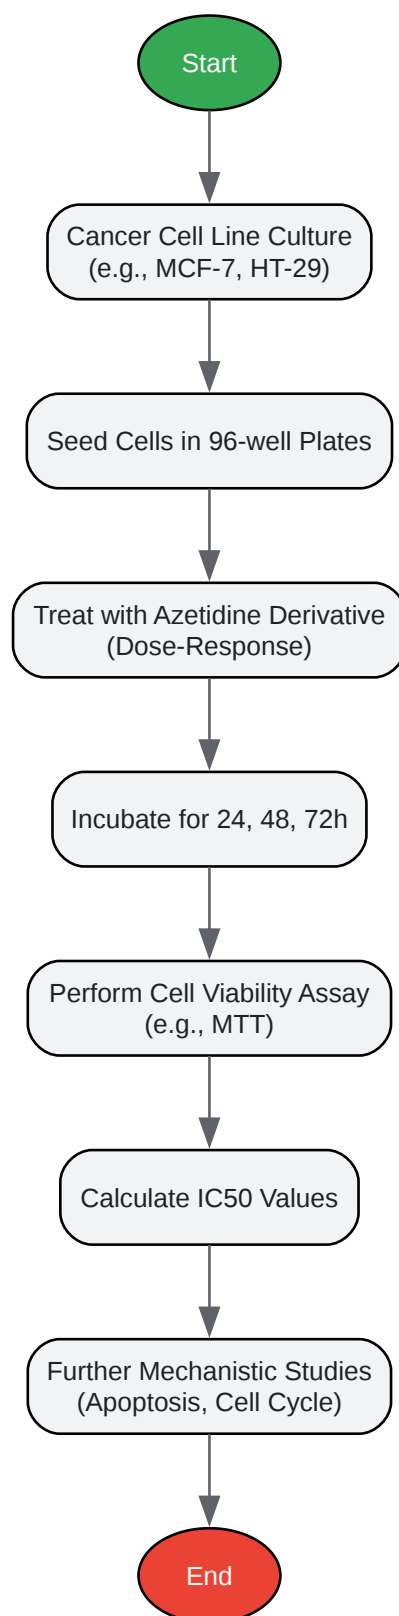 Start
Cancer Cell Line Culture
(e.g., MCF-7, HT-29)
Seed Cells in 96-well Plates
Treat with Azetidine Derivative
(Dose-Response)
Incubate for 24, 48, 72h
Perform Cell Viability Assay
(e.g., MTT)
Calculate IC50 Values
Further Mechanistic Studies
(Apoptosis, Cell Cycle)
End